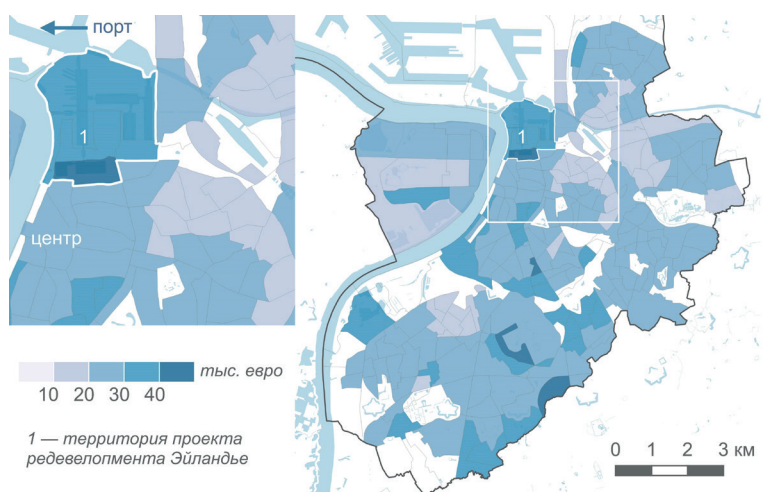 порт
1
1
центр
тыс. евро
10 20 30 40
1 — территория проекта
редевелопмента Эйландье
0 1 2 3 км